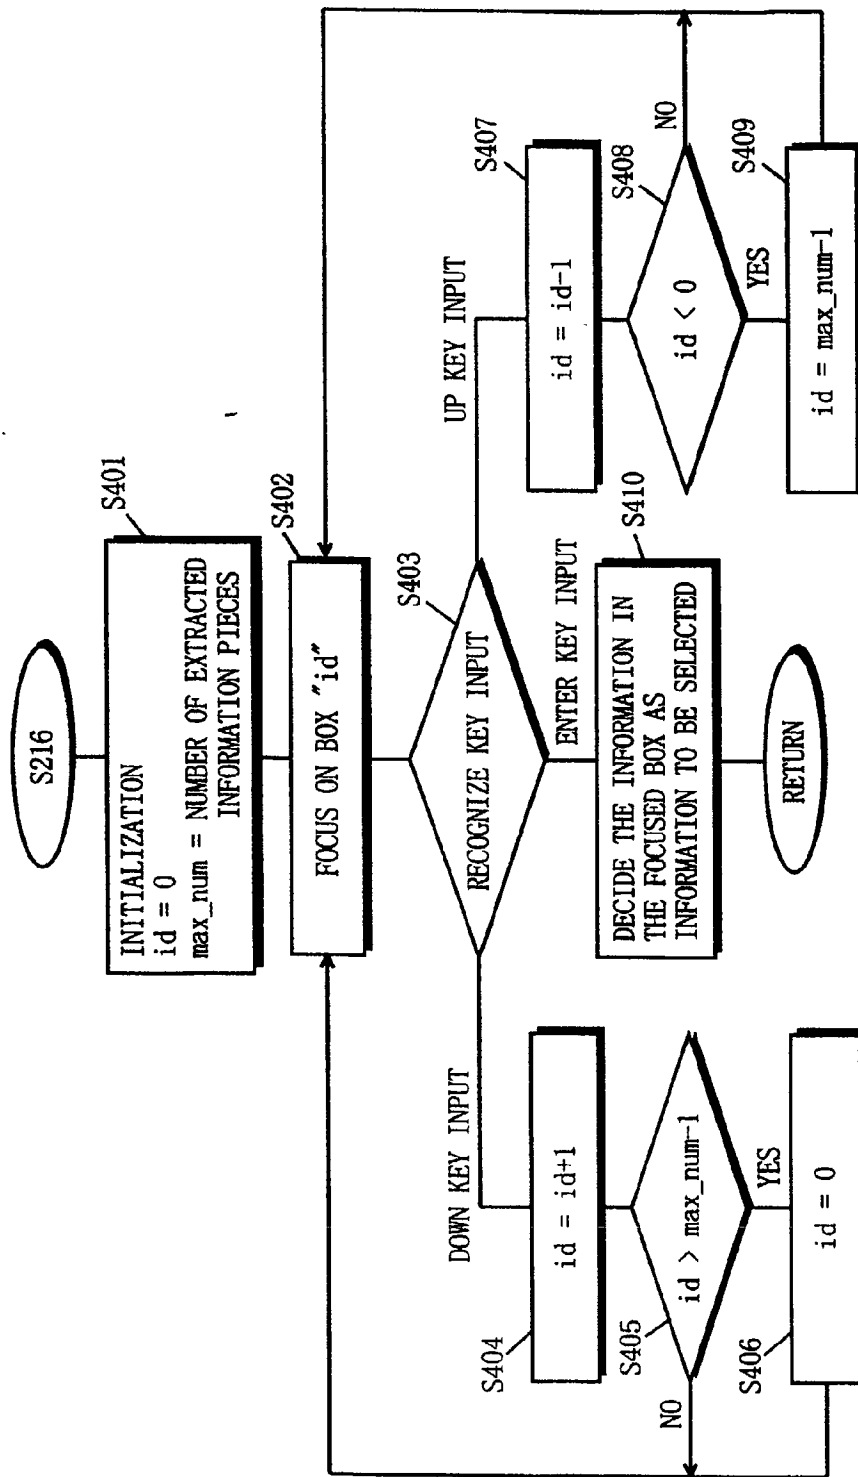 S216
S401
INITIALIZATION
id = 0
max_num = NUMBER OF EXTRACTED
INFORMATION PIECES
S402
FOCUS ON BOX "id"
S403
RECOGNIZE KEY INPUT
DOWN KEY INPUT
ENTER KEY INPUT
UP KEY INPUT
S404
id = id+1
S405
id > max_num-1
NO
YES
S406
id = 0
S410
DECIDE THE INFORMATION IN
THE FOCUSED BOX AS
INFORMATION TO BE SELECTED
RETURN
S407
id = id-1
S408
id < 0
NO
YES
S409
id = max_num-1